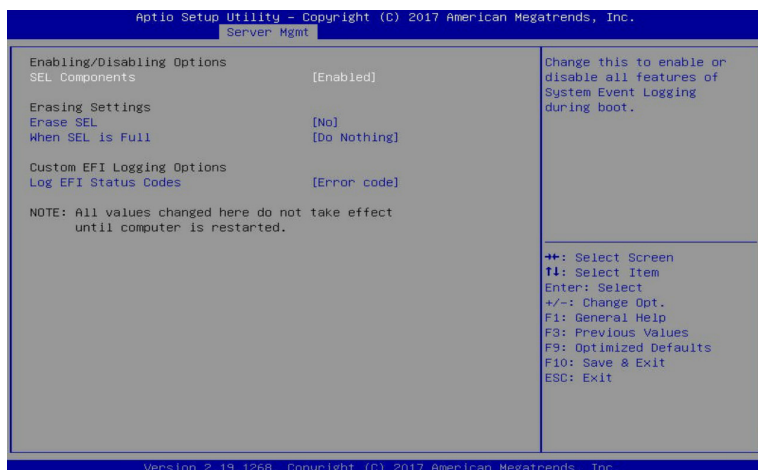 Aptio Setup Utility – Copyright (C) 2017 American Megatrends, Inc.
Server Mgmt
Enabling/Disabling Options
SEL Components [Enabled]
Erasing Settings
Erase SEL [No]
When SEL is Full [Do Nothing]
Custom EFI Logging Options
Log EFI Status Codes [Error code]
NOTE: All values changed here do not take effect
until computer is restarted.
Change this to enable or
disable all features of
System Event Logging
during boot.
→←: Select Screen
↑↓: Select Item
Enter: Select
+/-: Change Opt.
F1: General Help
F3: Previous Values
F9: Optimized Defaults
F10: Save & Exit
ESC: Exit
Version 2.19.1268. Copyright (C) 2017 American Megatrends, Inc.